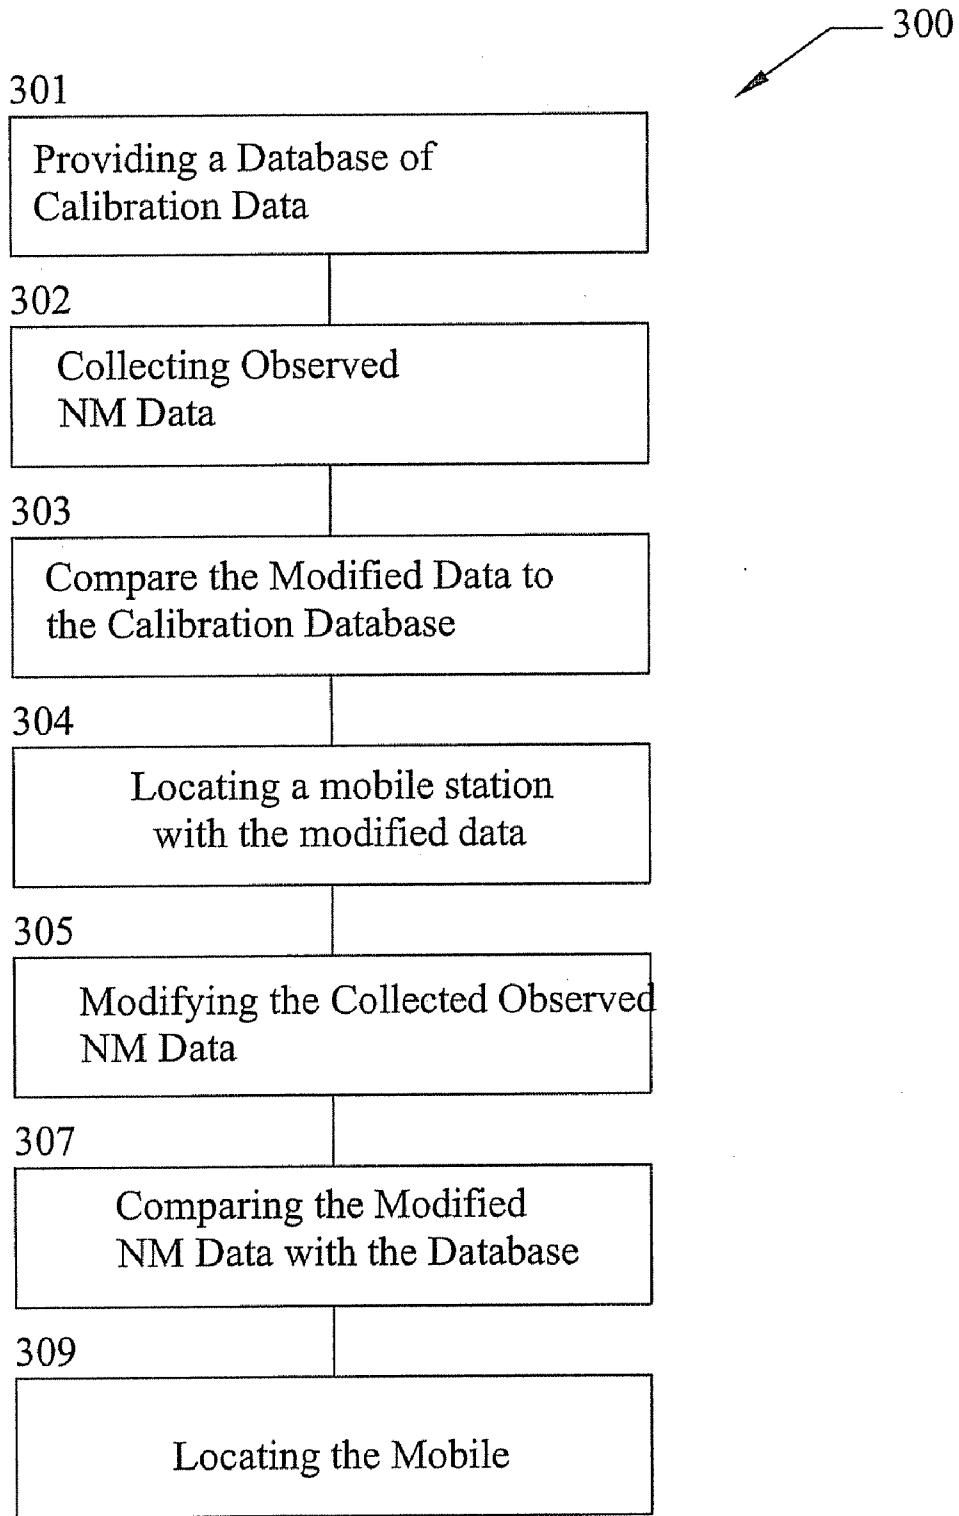 300
301
Providing a Database of
Calibration Data
302
Collecting Observed
NM Data
303
Compare the Modified Data to
the Calibration Database
304
Locating a mobile station
with the modified data
305
Modifying the Collected Observed
NM Data
307
Comparing the Modified
NM Data with the Database
309
Locating the Mobile